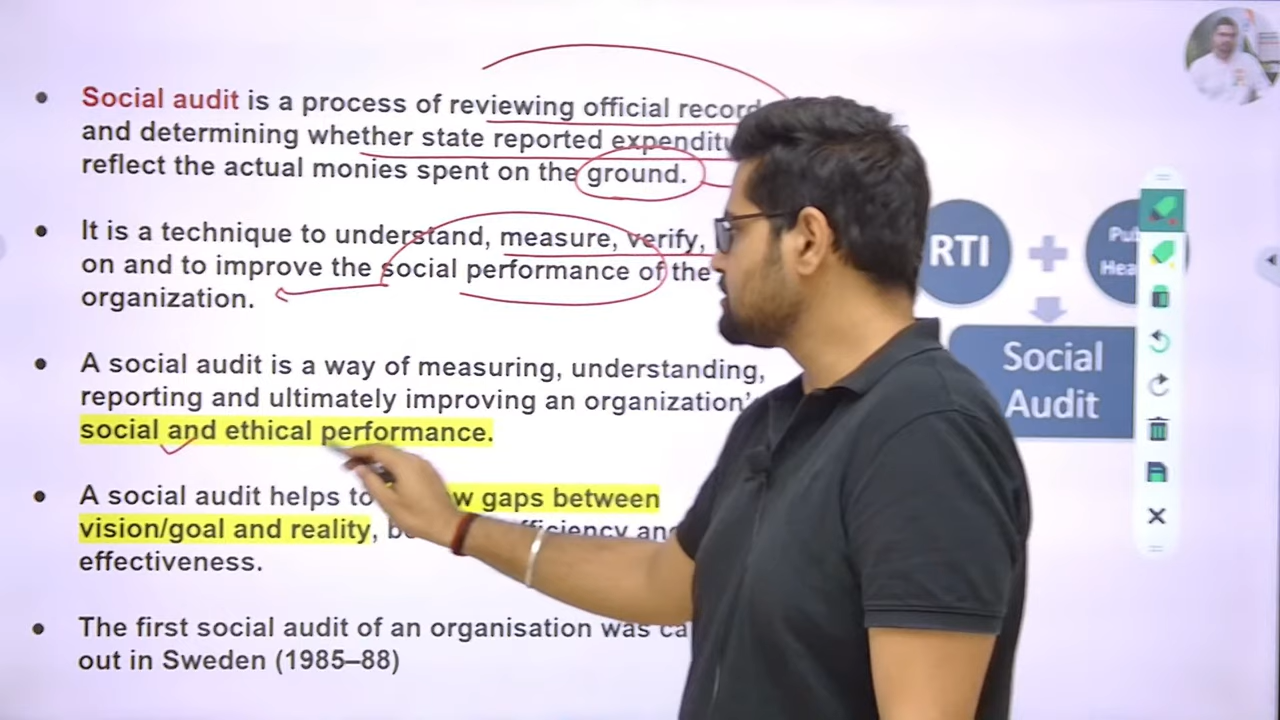 Social audit is a process of reviewing official record
and determining whether state reported
reflect the actual monies spent on the ground.
It is a technique to understand, measure, verify,
on and to improve the social performance of the
organization.
A social audit is a way of measuring, understanding,
reporting and ultimately improving an organization'
social and ethical performance.
A social audit helps to gaps between
vision/goal and reality, and
effectiveness.
The first social audit of an organisation was
out in Sweden (1985–88)
RTI
Social
Audit